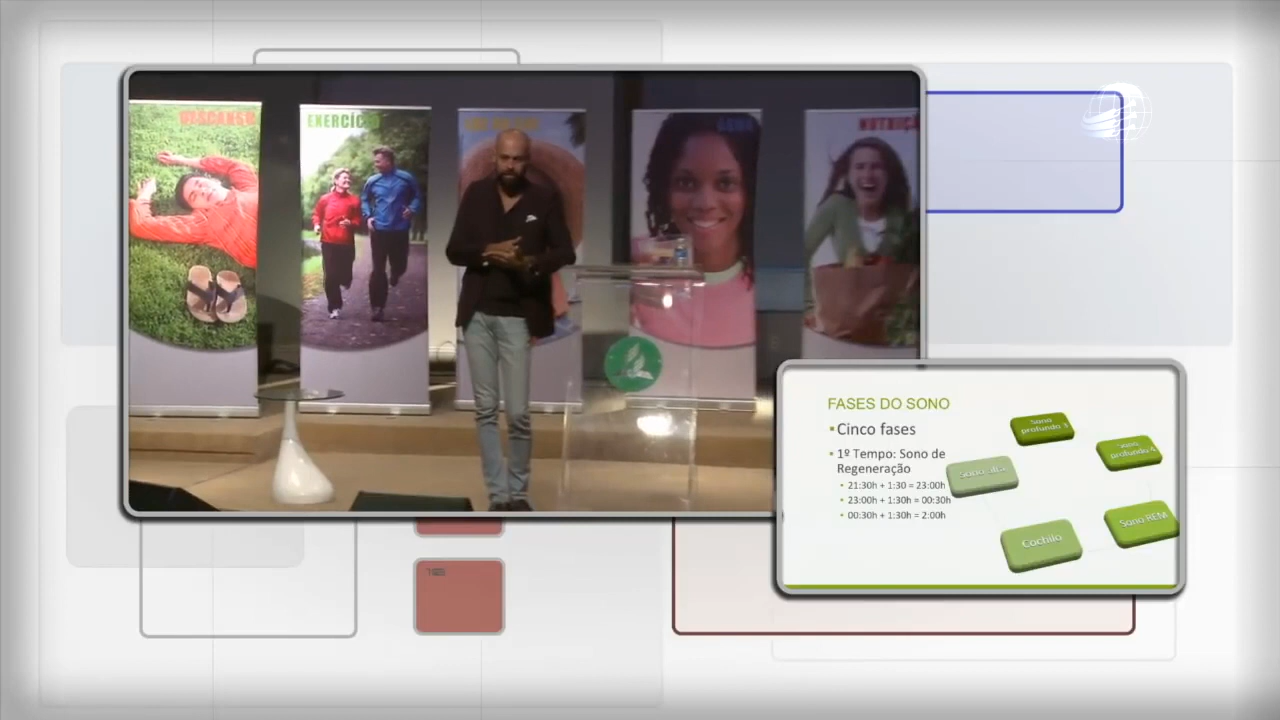 DESCANSO
EXERCÍCIO
NUTRIÇÃ
FASES DO SONO
Cinco fases
1º Tempo: Sono de
Regeneração
21:30h + 1:30 = 23:00h
23:00h + 1:30h = 00:30h
00:30h + 1:30h = 2:00h
Sono
profundo 3
Sono
profundo 4
Sono REM
Cochilo